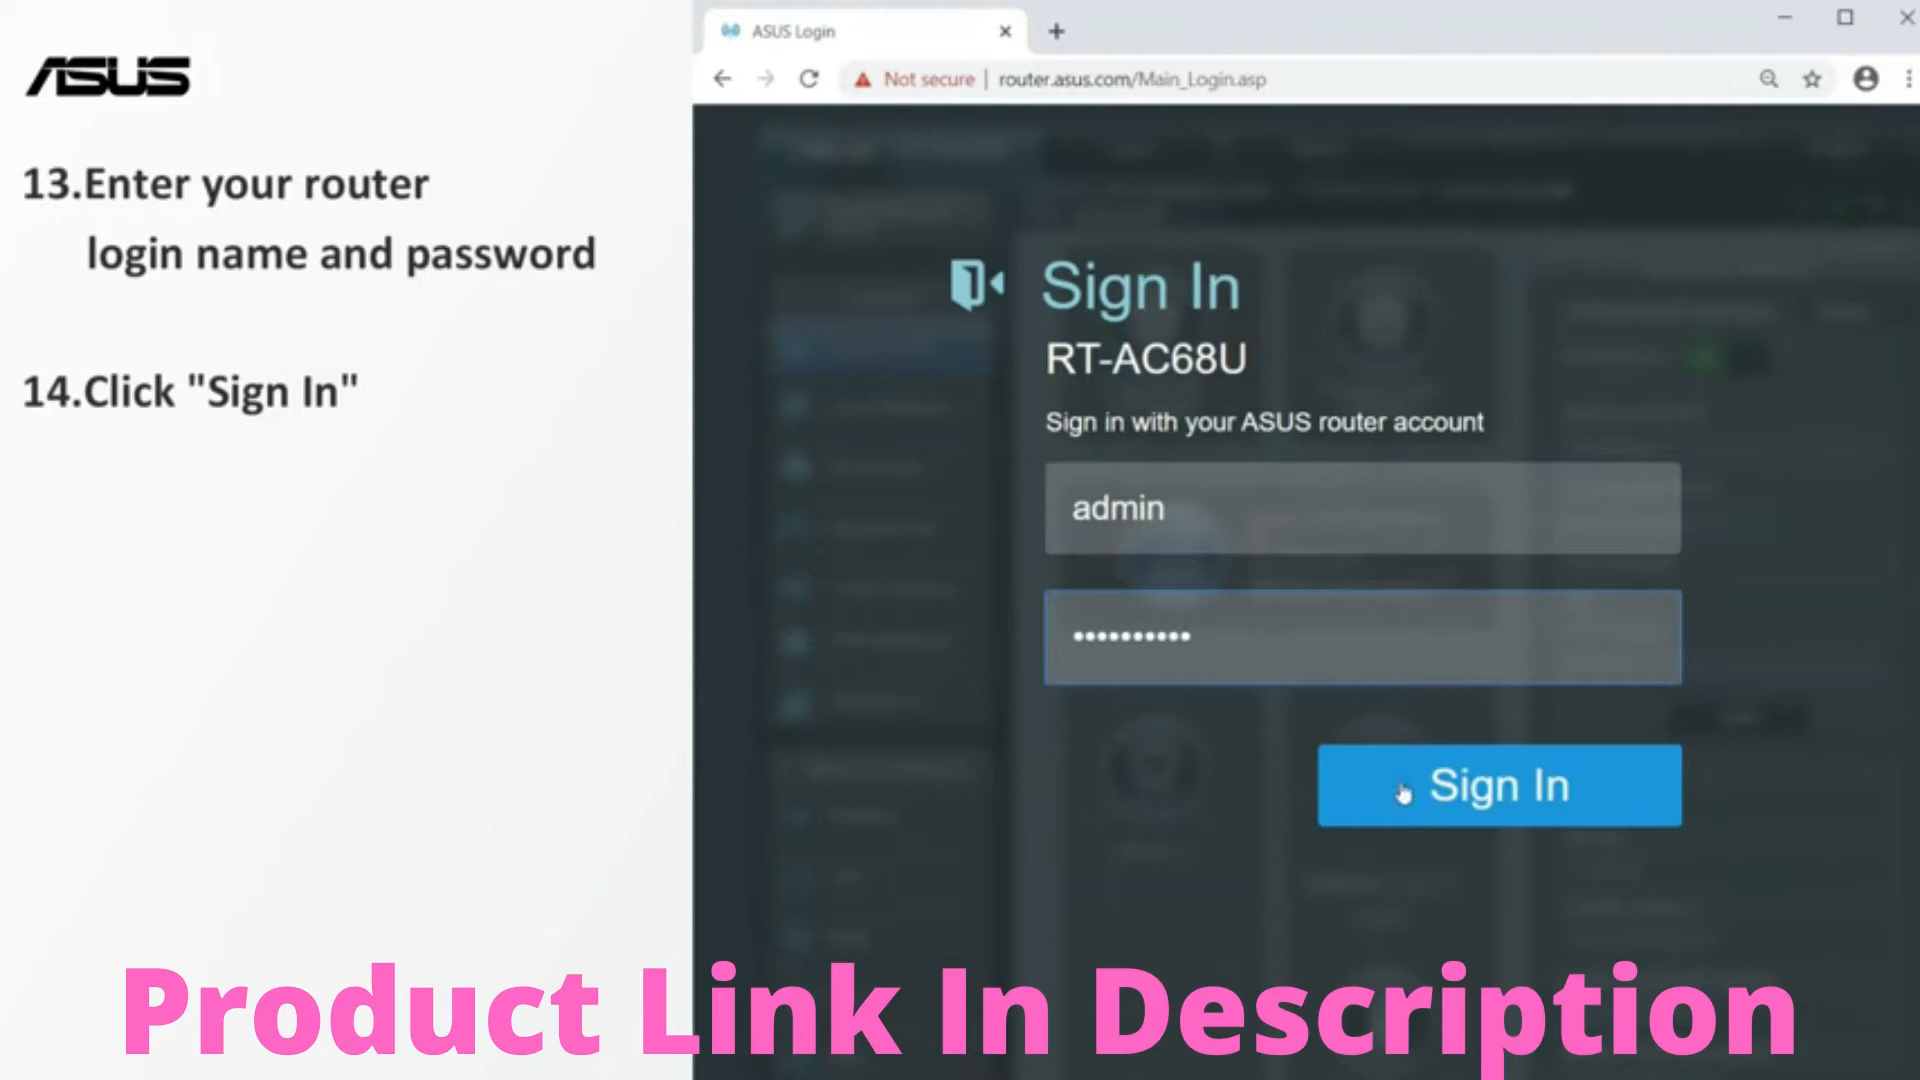 ASUS
13.Enter your router
login name and password
14.Click "Sign In"
ASUS Login
Not secure | router.asus.com/Main_Login.asp
Sign In
RT-AC68U
Sign in with your ASUS router account
admin
••••••••••
Sign In
Product Link In Description